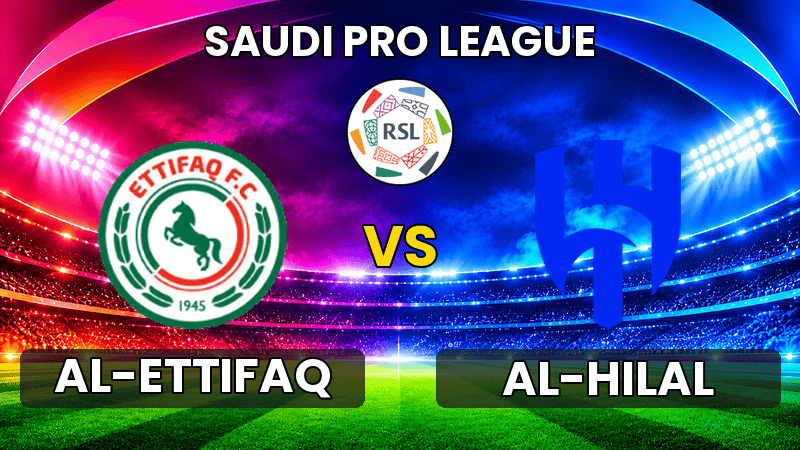 SAUDI PRO LEAGUE
RSL
ETTIFAQ F.C
1945
VS
AL-ETTIFAQ
AL-HILAL